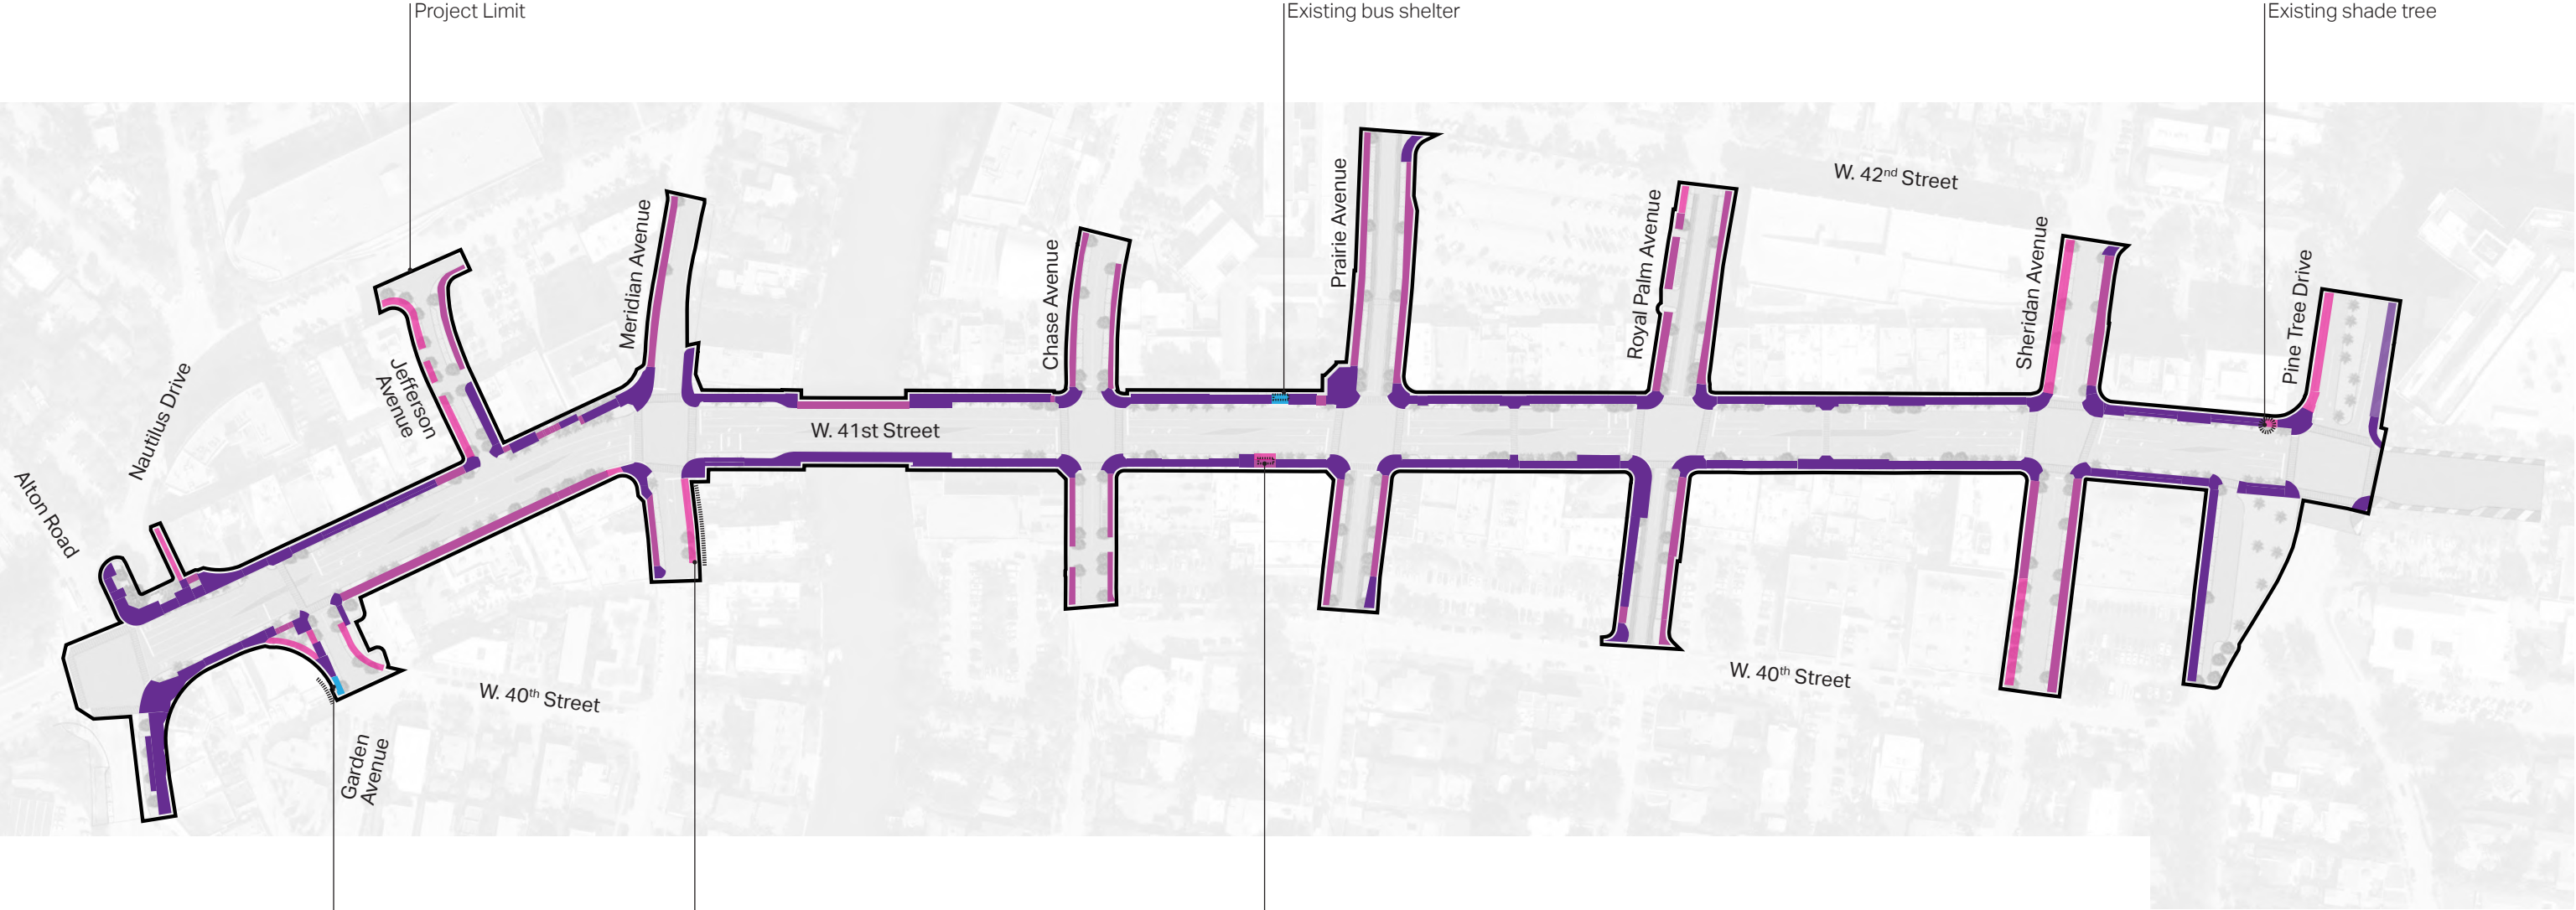 Project Limit
Existing bus shelter
Existing shade tree
W. 42nd Street
Prairie Avenue
Royal Palm Avenue
Meridian Avenue
Sheridan Avenue
Chase Avenue
Pine Tree Drive
Jefferson
Avenue
Nautilus Drive
W. 41st Street
Alton Road
W. 40th Street
W. 40th Street
Garden
Avenue